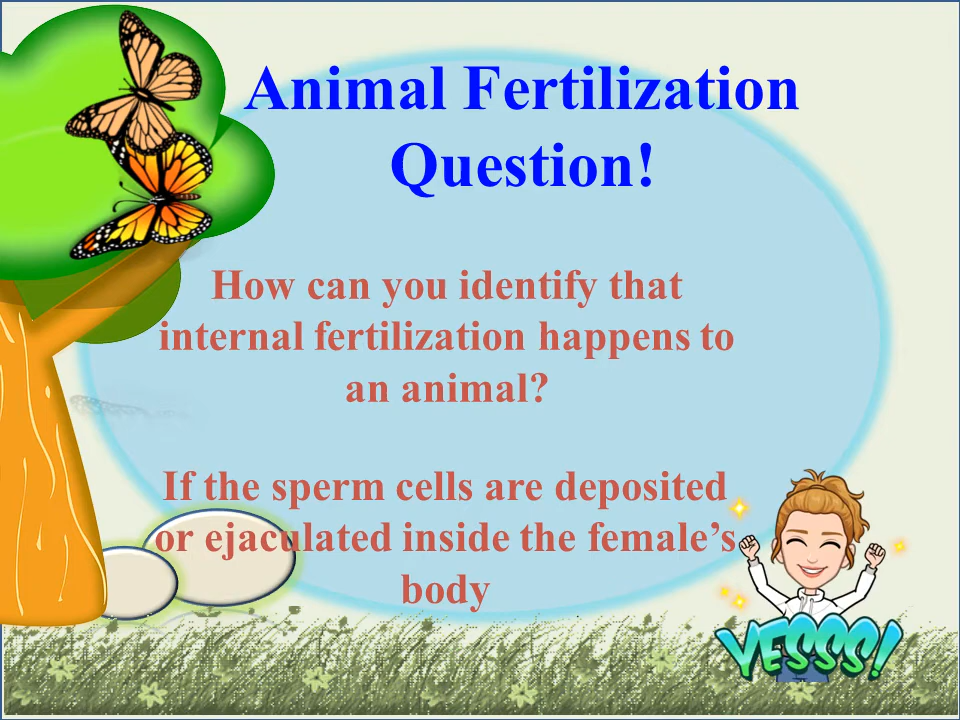 Animal Fertilization
Question!
How can you identify that
internal fertilization happens to
an animal?
If the sperm cells are deposited
or ejaculated inside the female’s
body
YESSS!